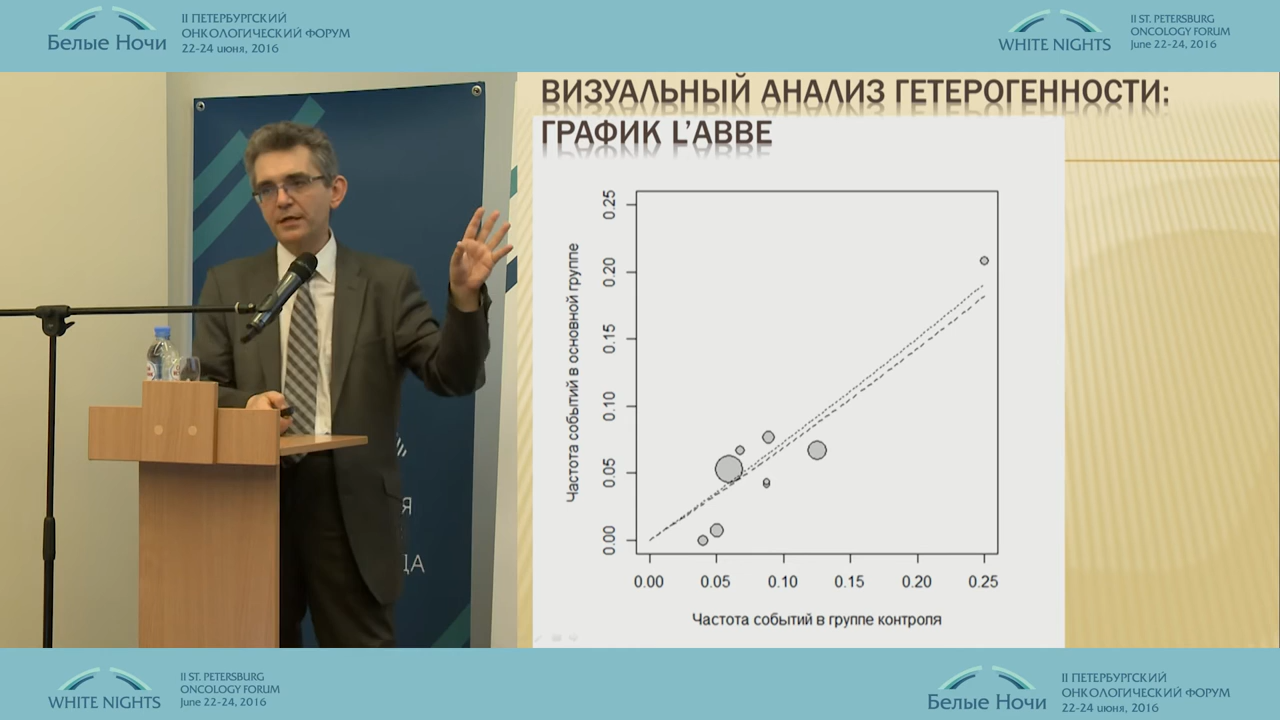 II ПЕТЕРБУРГСКИЙ
ОНКОЛОГИЧЕСКИЙ ФОРУМ
Белые Ночи
22-24 июня, 2016
II ST. PETERSBURG
ONCOLOGY FORUM
WHITE NIGHTS
June 22-24, 2016
ВИЗУАЛЬНЫЙ АНАЛИЗ ГЕТЕРОГЕННОСТИ:
ГРАФИК L’ABBE
Частота событий в основной группе
0.25
0.20
0.15
0.10
0.05
0.00
0.00 0.05 0.10 0.15 0.20 0.25
Частота событий в группе контроля
II ST. PETERSBURG
ONCOLOGY FORUM
WHITE NIGHTS
June 22-24, 2016
II ПЕТЕРБУРГСКИЙ
ОНКОЛОГИЧЕСКИЙ ФОРУМ
Белые Ночи
22-24 июня, 2016